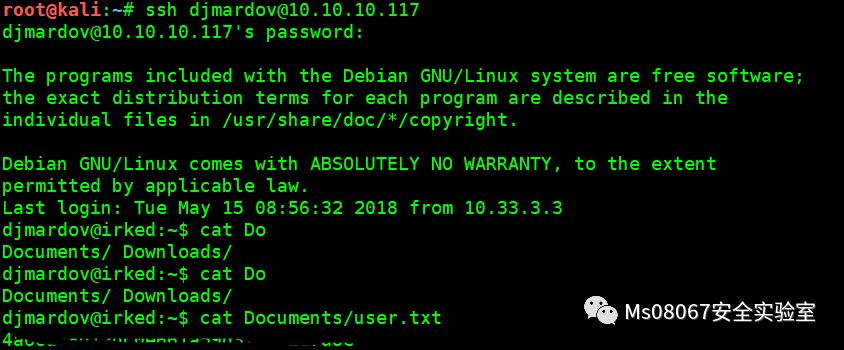 root@kali:~# ssh djmardov@10.10.10.117
djmardov@10.10.10.117's password:
The programs included with the Debian GNU/Linux system are free software;
the exact distribution terms for each program are described in the
individual files in /usr/share/doc/*/copyright.
Debian GNU/Linux comes with ABSOLUTELY NO WARRANTY, to the extent
permitted by applicable law.
Last login: Tue May 15 08:56:32 2018 from 10.33.3.3
djmardov@irked:~$ cat Do
Documents/ Downloads/
djmardov@irked:~$ cat Do
Documents/ Downloads/
djmardov@irked:~$ cat Documents/user.txt
Ms08067安全实验室